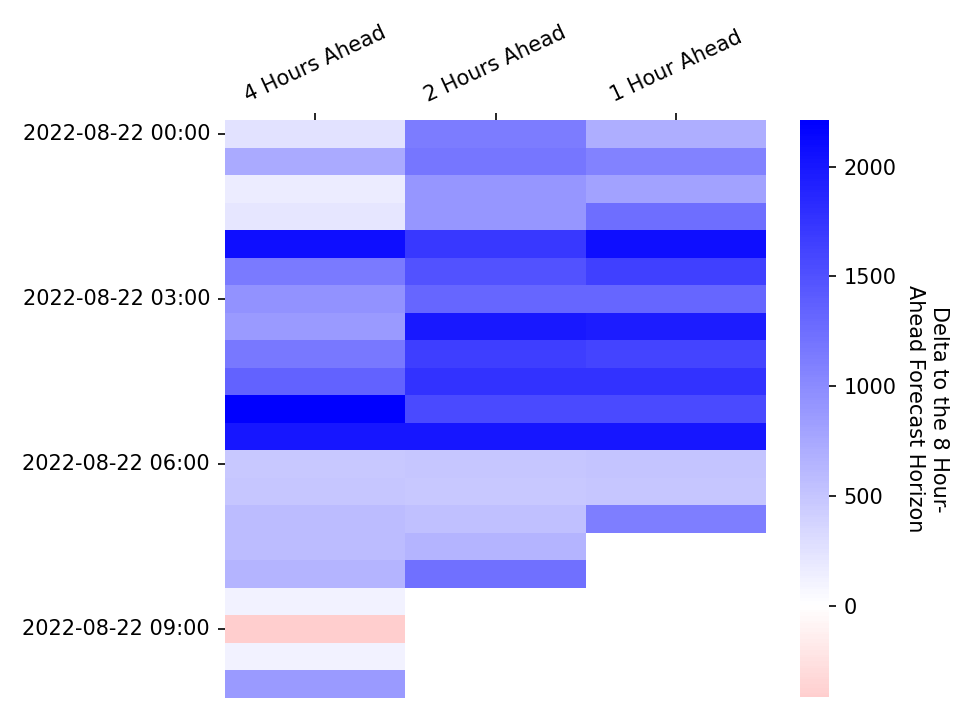 4 Hours Ahead
2 Hours Ahead
1 Hour Ahead
2022-08-22 00:00
2022-08-22 03:00
2022-08-22 06:00
2022-08-22 09:00
2000
1500
1000
500
0
Delta to the 8 Hour-
Ahead Forecast Horizon